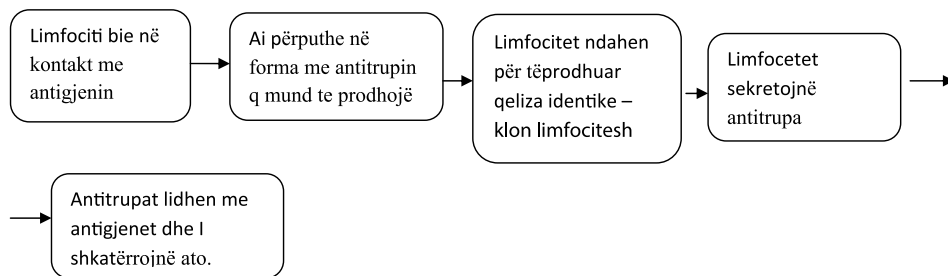 Limfociti bie në
kontakt me
antigjenin
Ai përputhe në
forma me antitrupin
q mund te prodhojë
Limfocitet ndahen
për tëprodhuar
qeliza identike –
klon limfocitesh
Limfocetet
sekretojnë
antitrupa
Antitrupat lidhen me
antigjenet dhe I
shkatërrojnë ato.